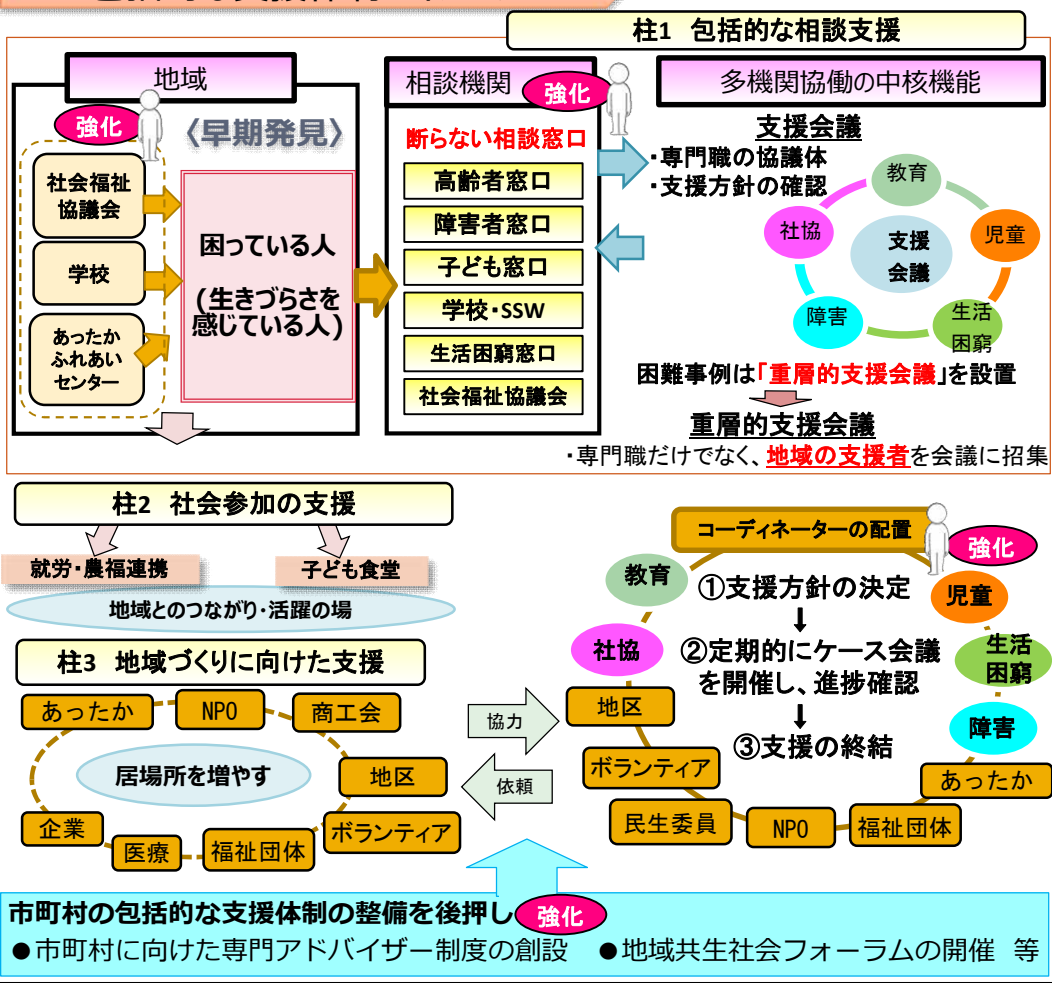 柱1 包括的な相談支援
地域
強化
〈早期発見〉
社会福祉
協議会
学校
あったか
ふれあい
センター
困っている人
(生きづらさを
感じている人)
相談機関
強化
断らない相談窓口
高齢者窓口
障害者窓口
子ども窓口
学校・SSW
生活困窮窓口
社会福祉協議会
多機関協働の中核機能
支援会議
・専門職の協議体
・支援方針の確認
教育
社協
支援
会議
児童
障害
生活
困窮
困難事例は「重層的支援会議」を設置
重層的支援会議
・専門職だけでなく、地域の支援者を会議に招集
柱2 社会参加の支援
就労・農福連携
子ども食堂
地域とのつながり・活躍の場
柱3 地域づくりに向けた支援
あったか
NPO
商工会
居場所を増やす
地区
企業
医療
福祉団体
ボランティア
協力
依頼
コーディネーターの配置
強化
教育
①支援方針の決定
児童
社協
②定期的にケース会議
を開催し、進捗確認
生活
困窮
地区
③支援の終結
障害
ボランティア
あったか
民生委員
NPO
福祉団体
市町村の包括的な支援体制の整備を後押し
強化
●市町村に向けた専門アドバイザー制度の創設 ●地域共生社会フォーラムの開催 等